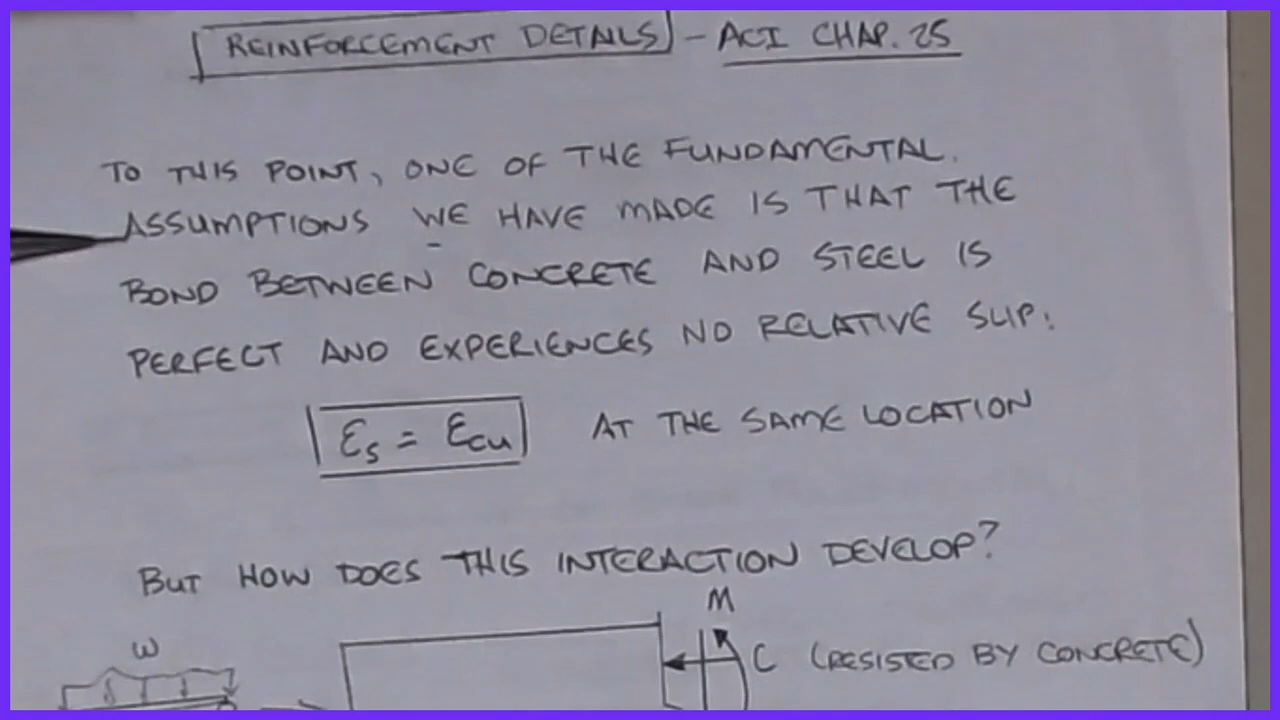 REINFORCEMENT DETAILS - ACI CHAP. 25
TO THIS POINT, ONE OF THE FUNDAMENTAL
ASSUMPTIONS WE HAVE MADE IS THAT THE
BOND BETWEEN CONCRETE AND STEEL IS
PERFECT AND EXPERIENCES NO RELATIVE SLIP.
εs = εcu AT THE SAME LOCATION
BUT HOW DOES THIS INTERACTION DEVELOP?
M
W
C (RESISTED BY CONCRETE)